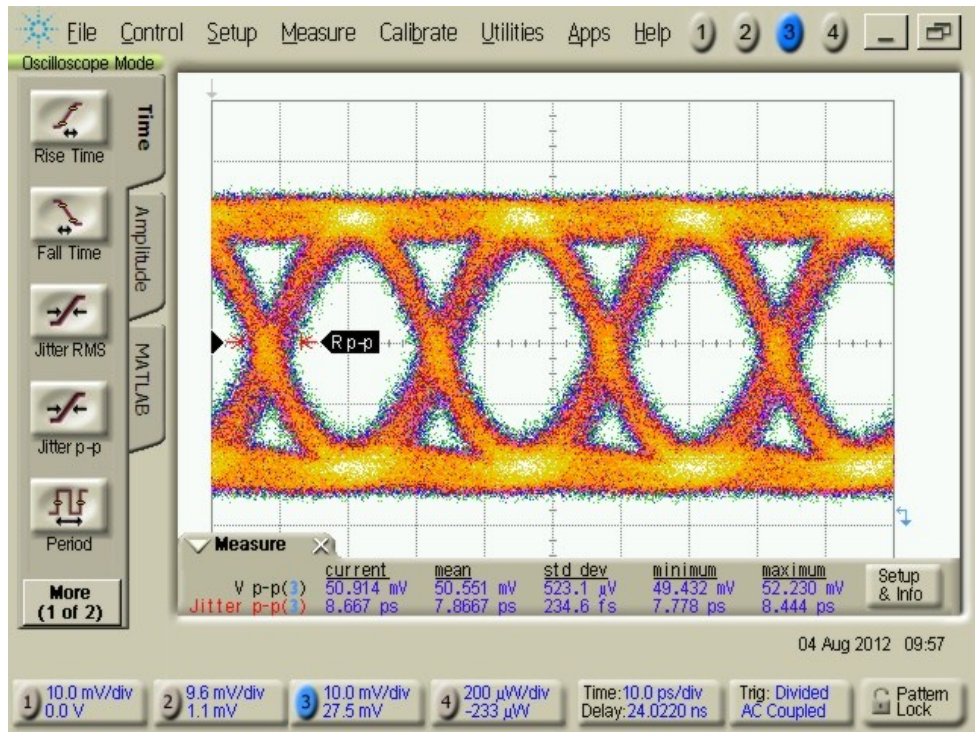 File Control Setup Measure Calibrate Utilities Apps Help 1 2 3 4
Oscilloscope Mode
Time
Amplitude
MATLAB
Rise Time
Fall Time
Jitter RMS
Jitter p-p
Period
More
(1 of 2)
R p-p
Measure
current mean std dev minimum maximum
V p-p(3) 50.914 mV 50.551 mV 523.1 µV 49.432 mV 52.230 mV
Jitter p-p(3) 8.667 ps 7.8667 ps 234.6 fs 7.778 ps 8.444 ps
Setup
& Info
04 Aug 2012 09:57
1 10.0 mV/div
0.0 V
2 9.6 mV/div
1.1 mV
3 10.0 mV/div
27.5 mV
4 200 µW/div
-233 µW
Time:10.0 ps/div
Delay:24.0220 ns
Trig: Divided
AC Coupled
Pattern
Lock